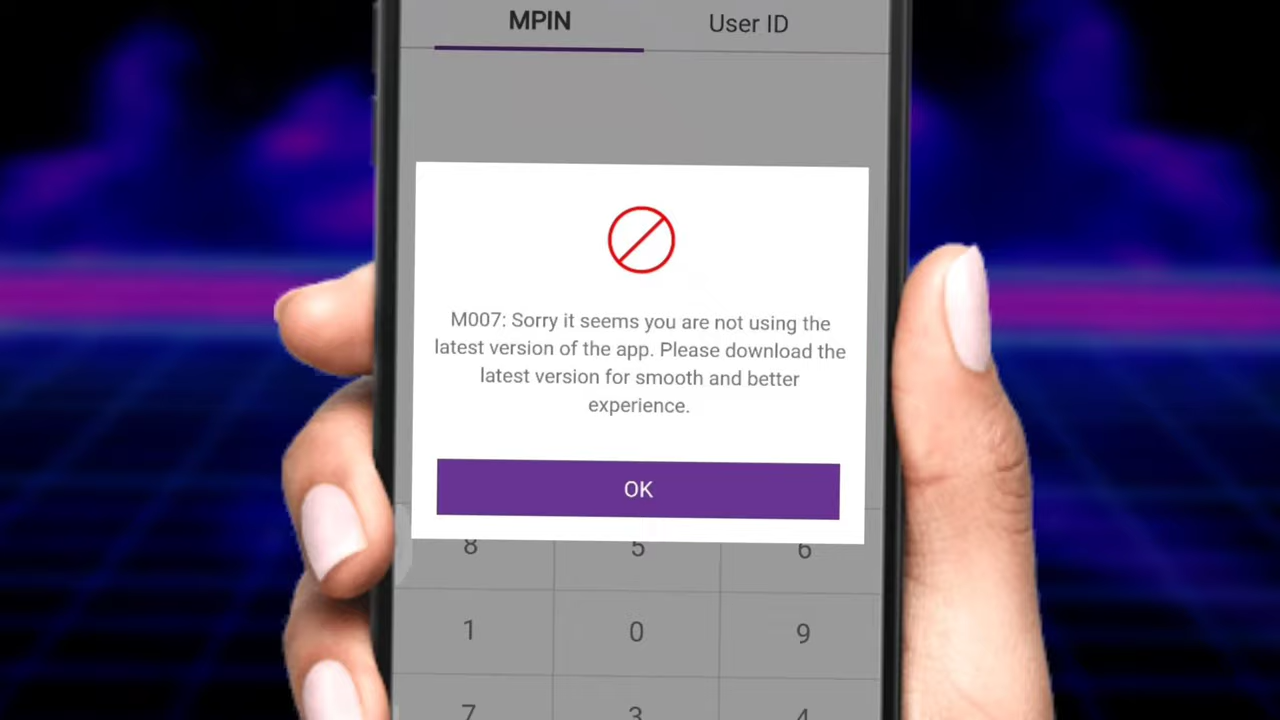 MPIN User ID
M007: Sorry it seems you are not using the
latest version of the app. Please download the
latest version for smooth and better
experience.
OK
8 5 6
1 0 9
7 3 4